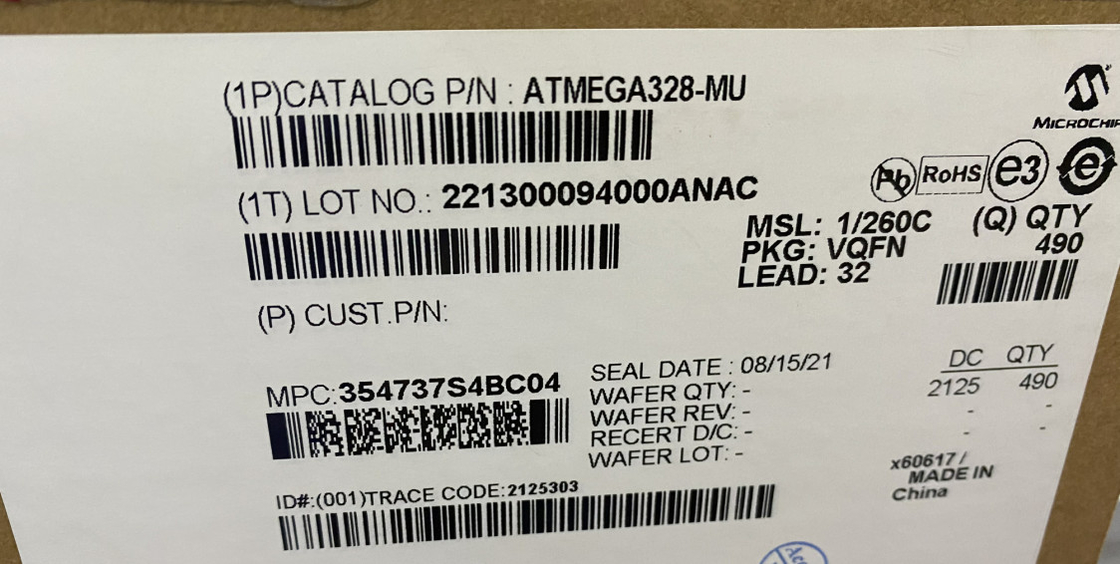 (1P)CATALOG P/N : ATMEGA328-MU
MICROCHIP
(1T) LOT NO.: 221300094000ANAC
Pb
RoHS
e3
e
MSL: 1/260C
PKG: VQFN
LEAD: 32
(Q) QTY
490
(P) CUST.P/N:
MPC:354737S4BC04
SEAL DATE : 08/15/21
WAFER QTY: -
WAFER REV: -
RECERT D/C: -
WAFER LOT: -
DC QTY
2125 490
- -
- -
x60617 /
MADE IN
China
ID#:(001)TRACE CODE:2125303